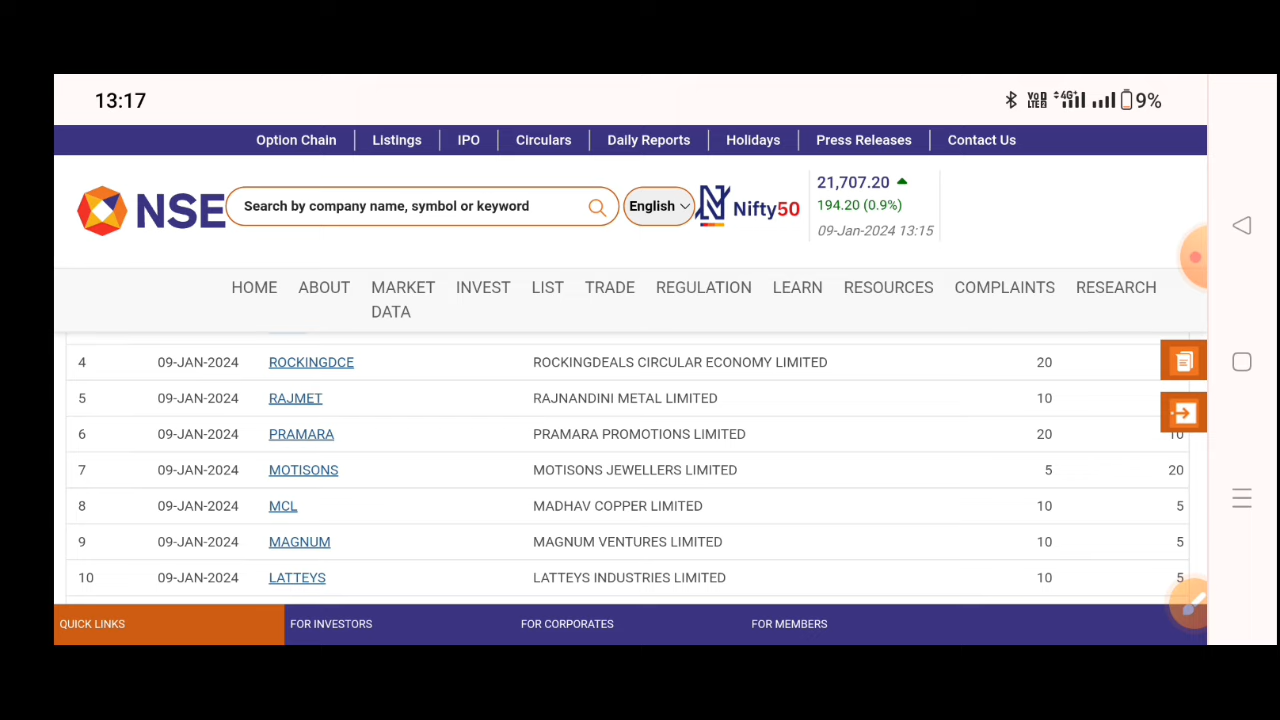 13:17 VoD LTE 4G+ 9%
Option Chain Listings IPO Circulars Daily Reports Holidays Press Releases Contact Us
NSE Search by company name, symbol or keyword English Nifty50 21,707.20
194.20 (0.9%)
09-Jan-2024 13:15
HOME ABOUT MARKET DATA INVEST LIST TRADE REGULATION LEARN RESOURCES COMPLAINTS RESEARCH
4 09-JAN-2024 ROCKINGDCE ROCKINGDEALS CIRCULAR ECONOMY LIMITED 20
5 09-JAN-2024 RAJMET RAJNANDINI METAL LIMITED 10
6 09-JAN-2024 PRAMARA PRAMARA PROMOTIONS LIMITED 20 10
7 09-JAN-2024 MOTISONS MOTISONS JEWELLERS LIMITED 5 20
8 09-JAN-2024 MCL MADHAV COPPER LIMITED 10 5
9 09-JAN-2024 MAGNUM MAGNUM VENTURES LIMITED 10 5
10 09-JAN-2024 LATTEYS LATTEYS INDUSTRIES LIMITED 10 5
QUICK LINKS FOR INVESTORS FOR CORPORATES FOR MEMBERS